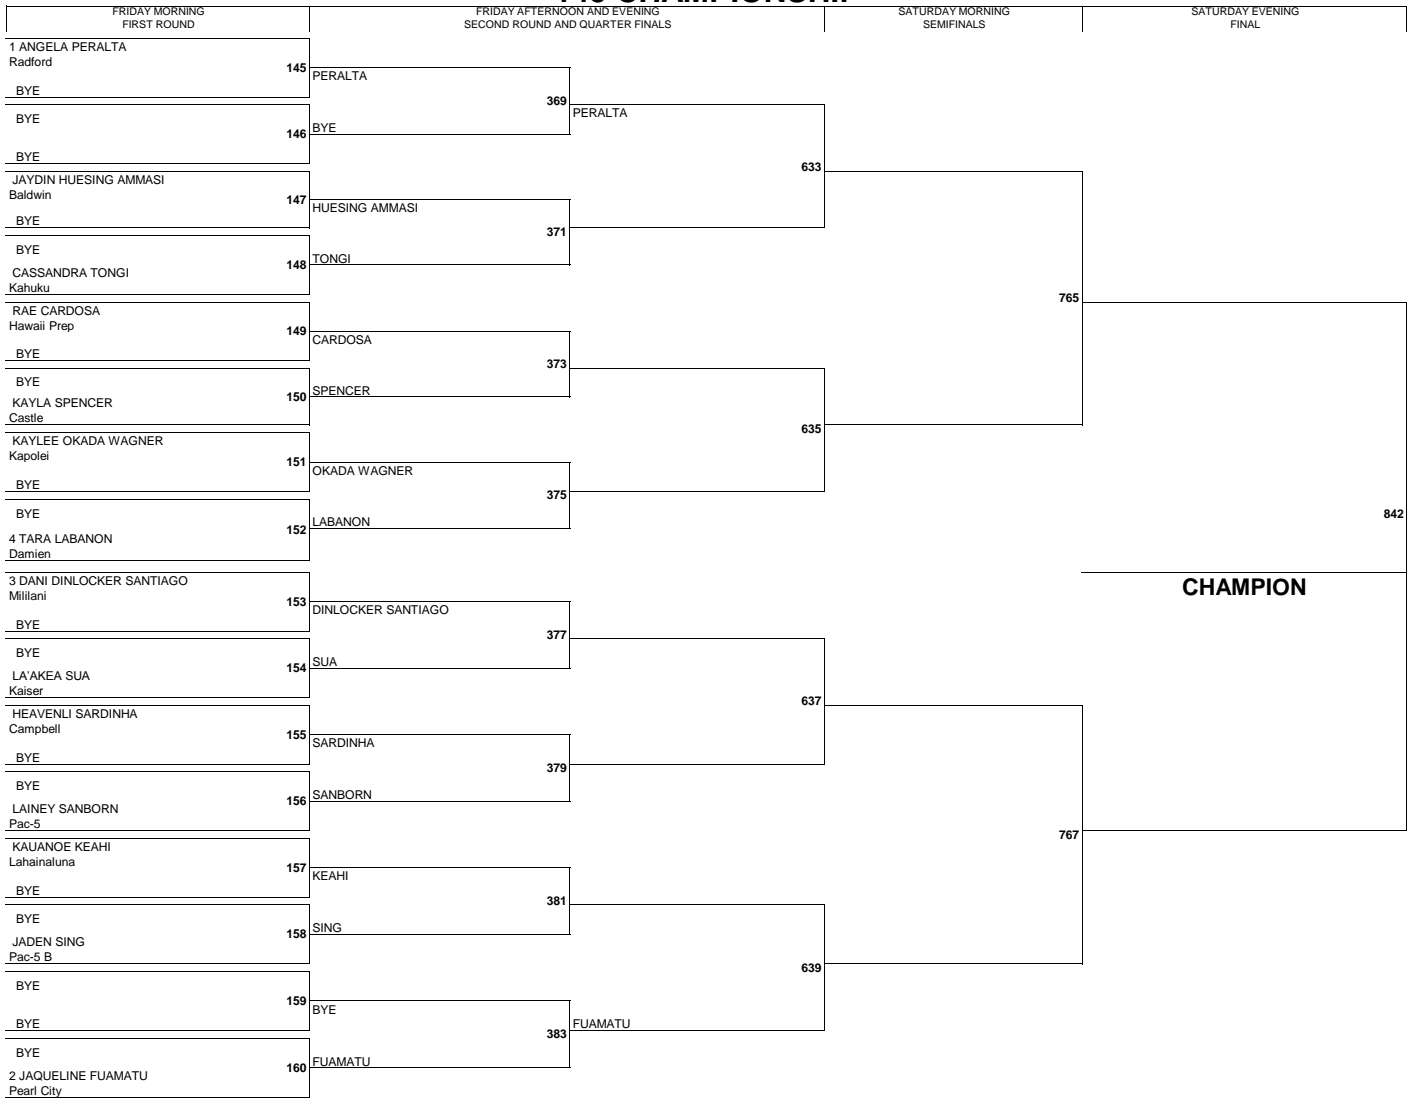 FRIDAY MORNING
FIRST ROUND
FRIDAY AFTERNOON AND EVENING
SECOND ROUND AND QUARTER FINALS
SATURDAY MORNING
SEMIFINALS
SATURDAY EVENING
FINAL
1 ANGELA PERALTA
Radford
145
BYE
PERALTA
369
BYE
146
BYE
BYE
PERALTA
633
JAYDIN HUESING AMMASI
Baldwin
147
BYE
HUESING AMMASI
371
BYE
148
TONGI
CASSANDRA TONGI
Kahuku
765
RAE CARDOSA
Hawaii Prep
149
BYE
CARDOSA
373
BYE
150
SPENCER
KAYLA SPENCER
Castle
635
KAYLEE OKADA WAGNER
Kapolei
151
BYE
OKADA WAGNER
375
BYE
152
LABANON
4 TARA LABANON
Damien
842
CHAMPION
3 DANI DINLOCKER SANTIAGO
Mililani
153
BYE
DINLOCKER SANTIAGO
377
BYE
154
SUA
LA'AKEA SUA
Kaiser
637
HEAVENLI SARDINHA
Campbell
155
BYE
SARDINHA
379
BYE
156
SANBORN
LAINEY SANBORN
Pac-5
767
KAUANOE KEAHI
Lahainaluna
157
BYE
KEAHI
381
BYE
158
SING
JADEN SING
Pac-5 B
639
BYE
159
BYE
BYE
383
FUAMATU
BYE
160
FUAMATU
2 JAQUELINE FUAMATU
Pearl City